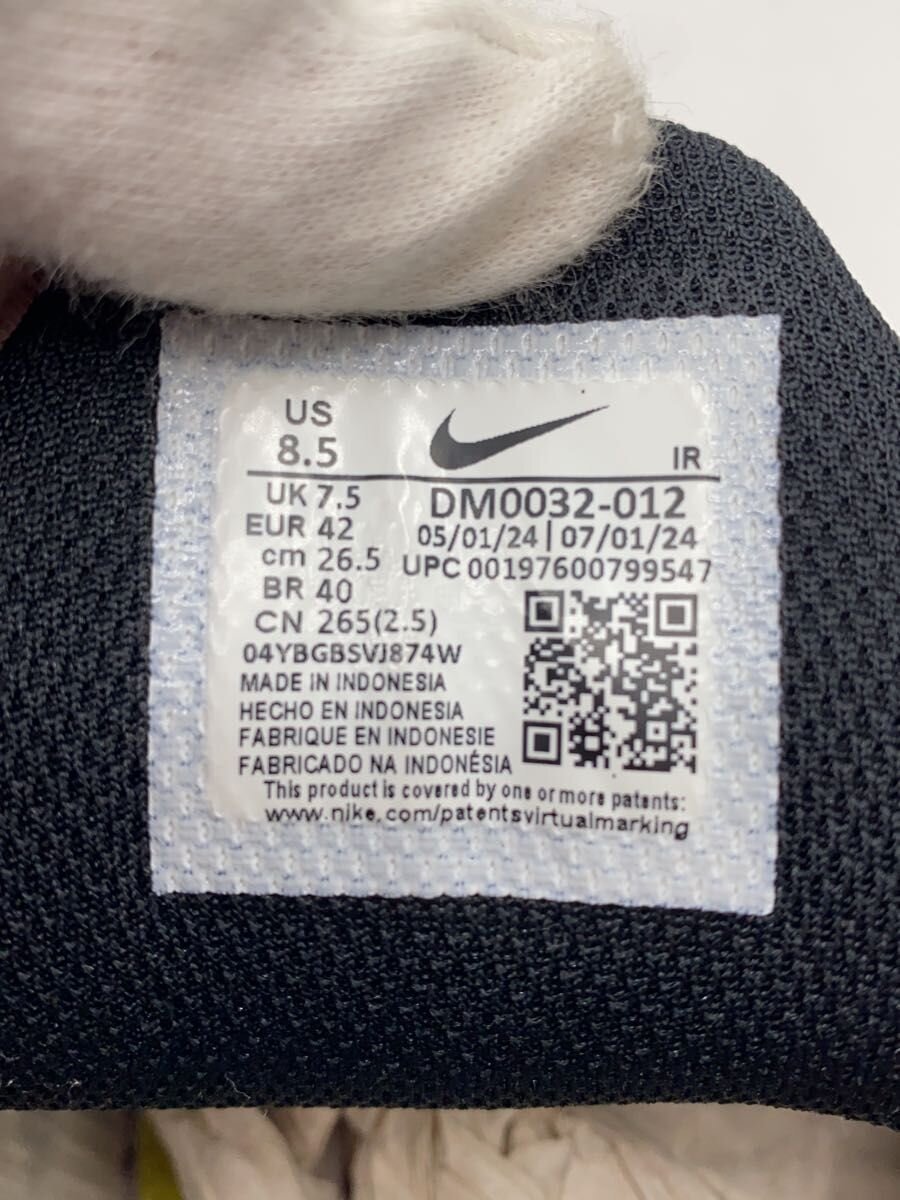 US
8.5
IR
UK 7.5
EUR 42
cm 26.5
BR 40
CN 265(2.5)
DM0032-012
05/01/24 | 07/01/24
UPC 00197600799547
04YBGBSVJ874W
MADE IN INDONESIA
HECHO EN INDONESIA
FABRIQUE EN INDONESIE
FABRICADO NA INDONÉSIA
This product is covered by one or more patents:
www.nike.com/patentsvirtualmarking